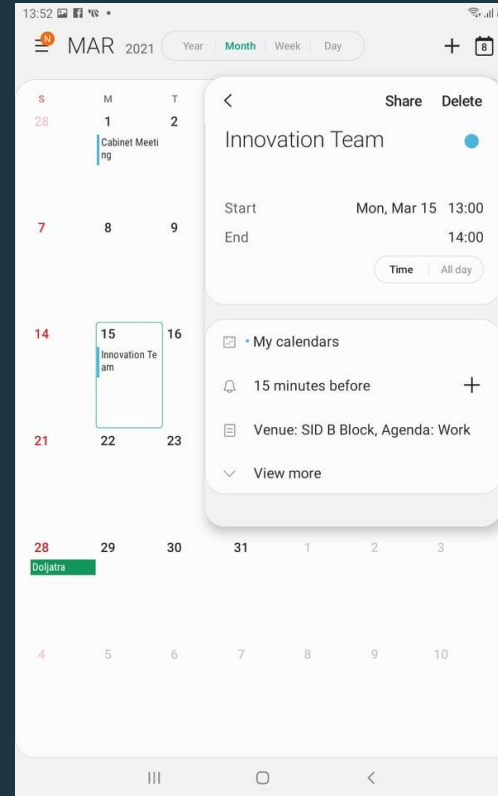 13:52
N
MAR 2021 Year Month Week Day + 8
S M T
28 1 2
Cabinet Meeti
ng
7 8 9
14 15 16
Innovation Te
am
21 22 23
Share Delete
Innovation Team
Start Mon, Mar 15 13:00
End 14:00
Time All day
My calendars
15 minutes before +
Venue: SID B Block, Agenda: Work
View more
28 29 30 31 1 2 3
Doljatra
4 5 6 7 8 9 10